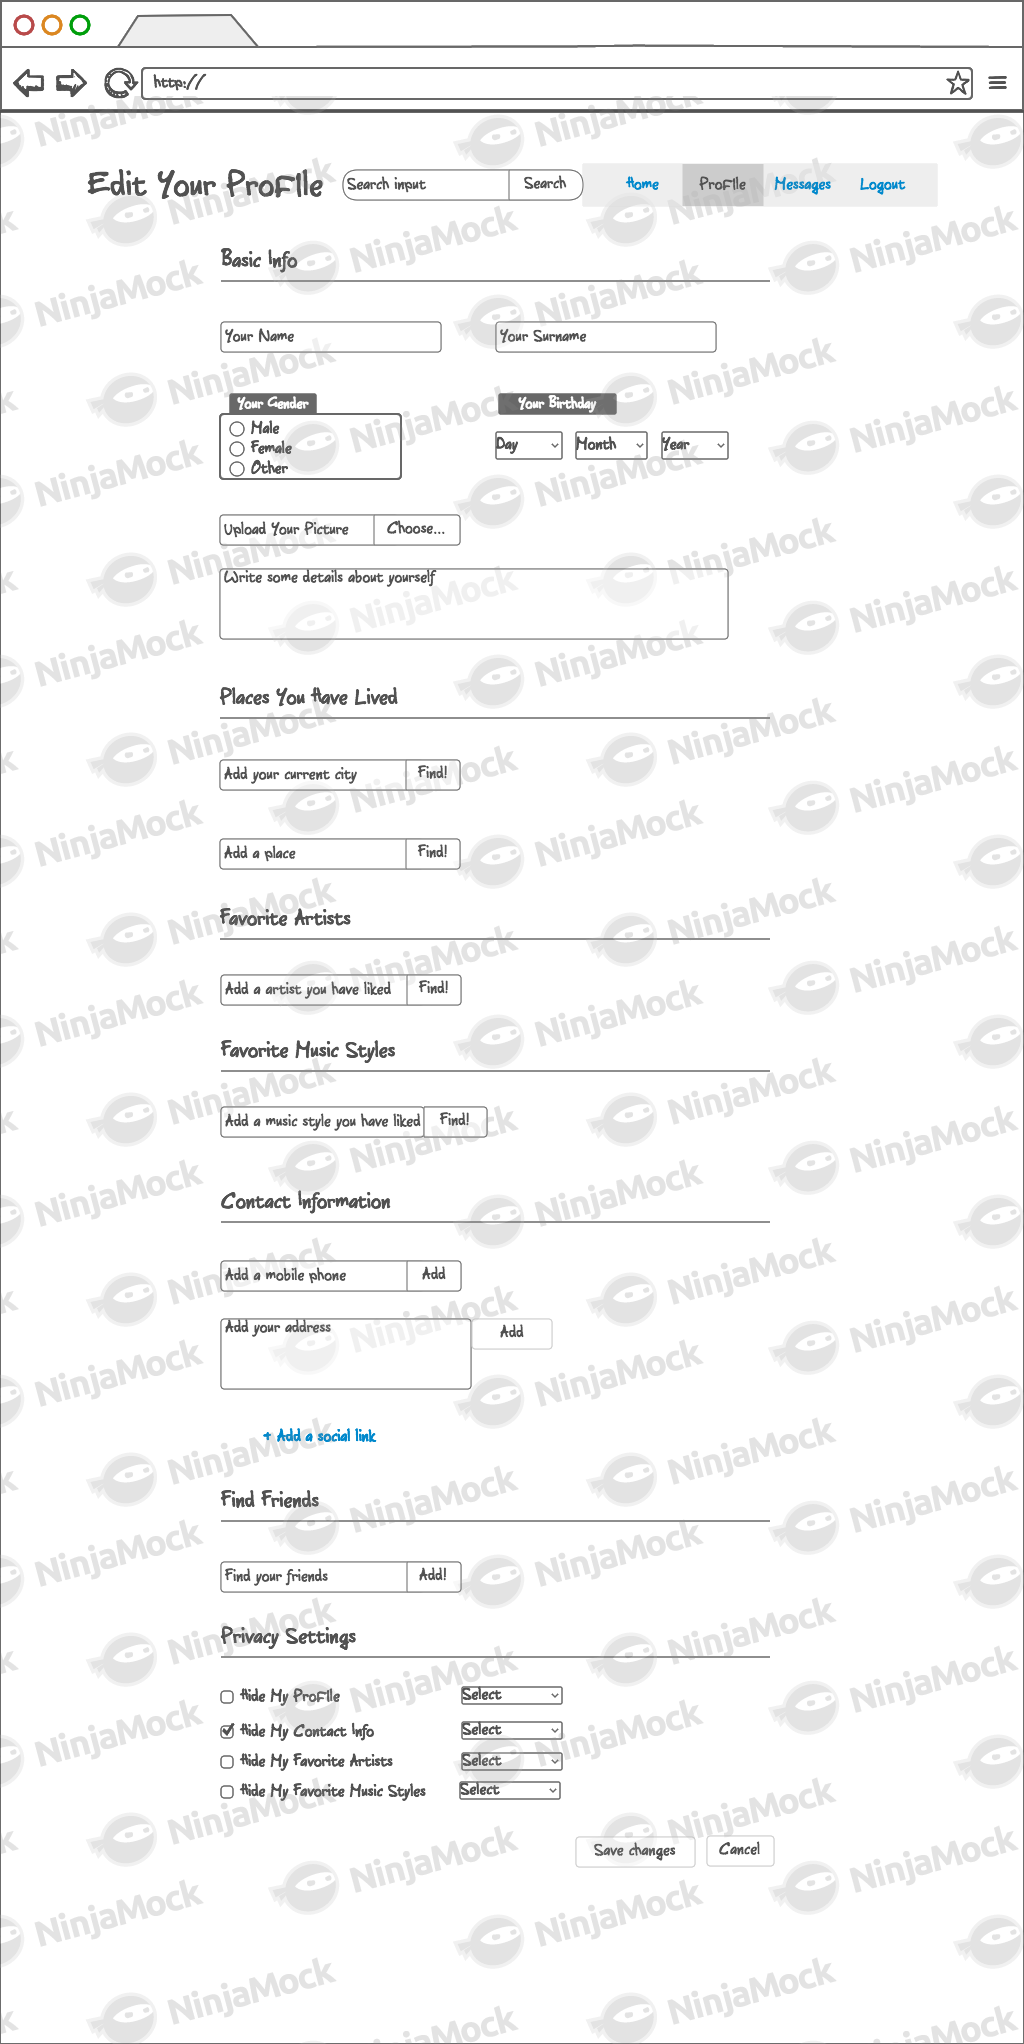 http://
Edit Your Profile
Search input
Search
Home
Profile
Messages
Logout
Basic Info
Your Name
Your Surname
Your Gender
Your Birthday
Male
Female
Other
Day
Month
Year
Upload Your Picture
Choose...
Write some details about yourself
Places You Have Lived
Add your current city
Find!
Add a place
Find!
Favorite Artists
Add a artist you have liked
Find!
Favorite Music Styles
Add a music style you have liked
Find!
Contact Information
Add a mobile phone
Add
Add your address
Add
+ Add a social link
Find Friends
Find your friends
Add!
Privacy Settings
Hide My Profile
Select
Hide My Contact Info
Select
Hide My Favorite Artists
Select
Hide My Favorite Music Styles
Select
Save changes
Cancel
NinjaMock